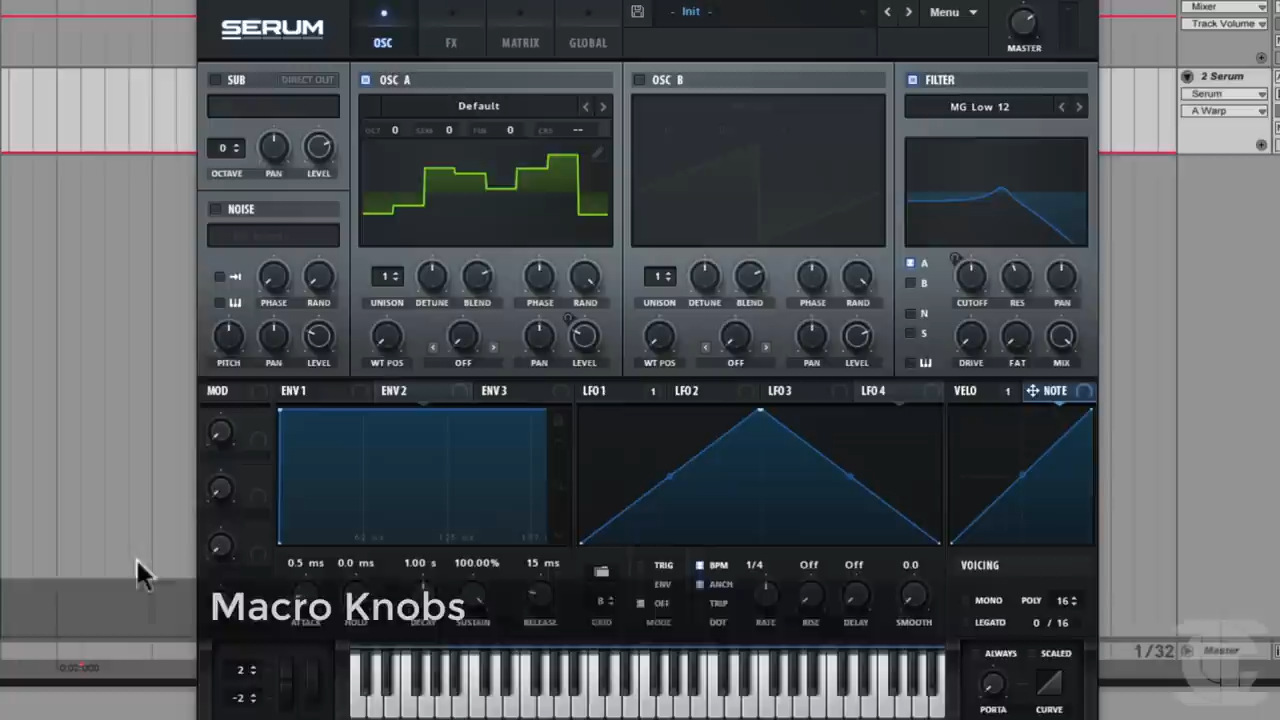 SERUM
OSC
FX
MATRIX
GLOBAL
- Init -
Menu
MASTER
Mixer
Track Volume
2 Serum
Serum
A Warp
SUB
DIRECT OUT
OSC A
OSC B
FILTER
Default
MG Low 12
OCT 0 SEM 0 FIN 0 CRS --
0
OCTAVE
PAN
LEVEL
NOISE
A
B
N
S
1
1
PHASE
RAND
UNISON
DETUNE
BLEND
PHASE
RAND
UNISON
DETUNE
BLEND
PHASE
RAND
CUTOFF
RES
PAN
PITCH
PAN
LEVEL
WT POS
OFF
PAN
LEVEL
WT POS
OFF
PAN
LEVEL
DRIVE
FAT
MIX
MOD
ENV 1
ENV 2
ENV 3
LFO 1
1
LFO 2
LFO 3
LFO 4
VELO
1
NOTE
0.5 ms
0.0 ms
1.00 s
100.00%
15 ms
TRIG
BPM
1/4
Off
Off
0.0
VOICING
ENV
ANCH
Macro Knobs
8
OFF
TRIP
MONO
POLY
16
ATTACK
HOLD
DECAY
SUSTAIN
RELEASE
GRID
MODE
DOT
RATE
RISE
DELAY
SMOOTH
LEGATO
0 / 16
2
-2
ALWAYS
SCALED
PORTA
CURVE
1/32
Master